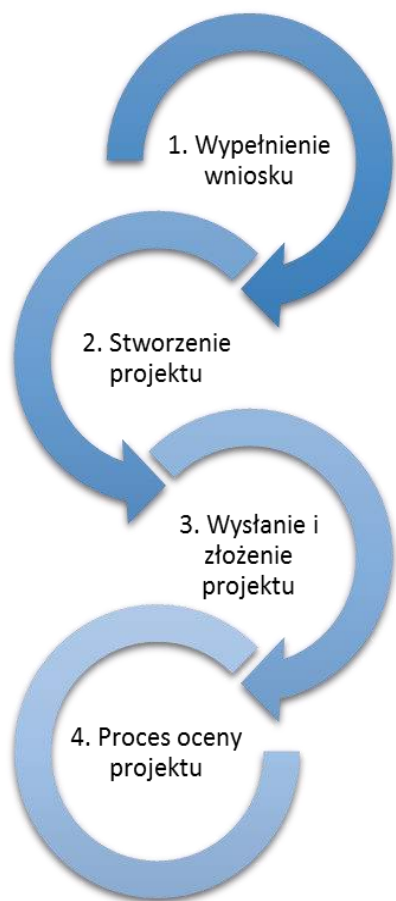 1. Wypełnienie
wniosku
2. Stworzenie
projektu
3. Wysłanie i
złożenie
projektu
4. Proces oceny
projektu